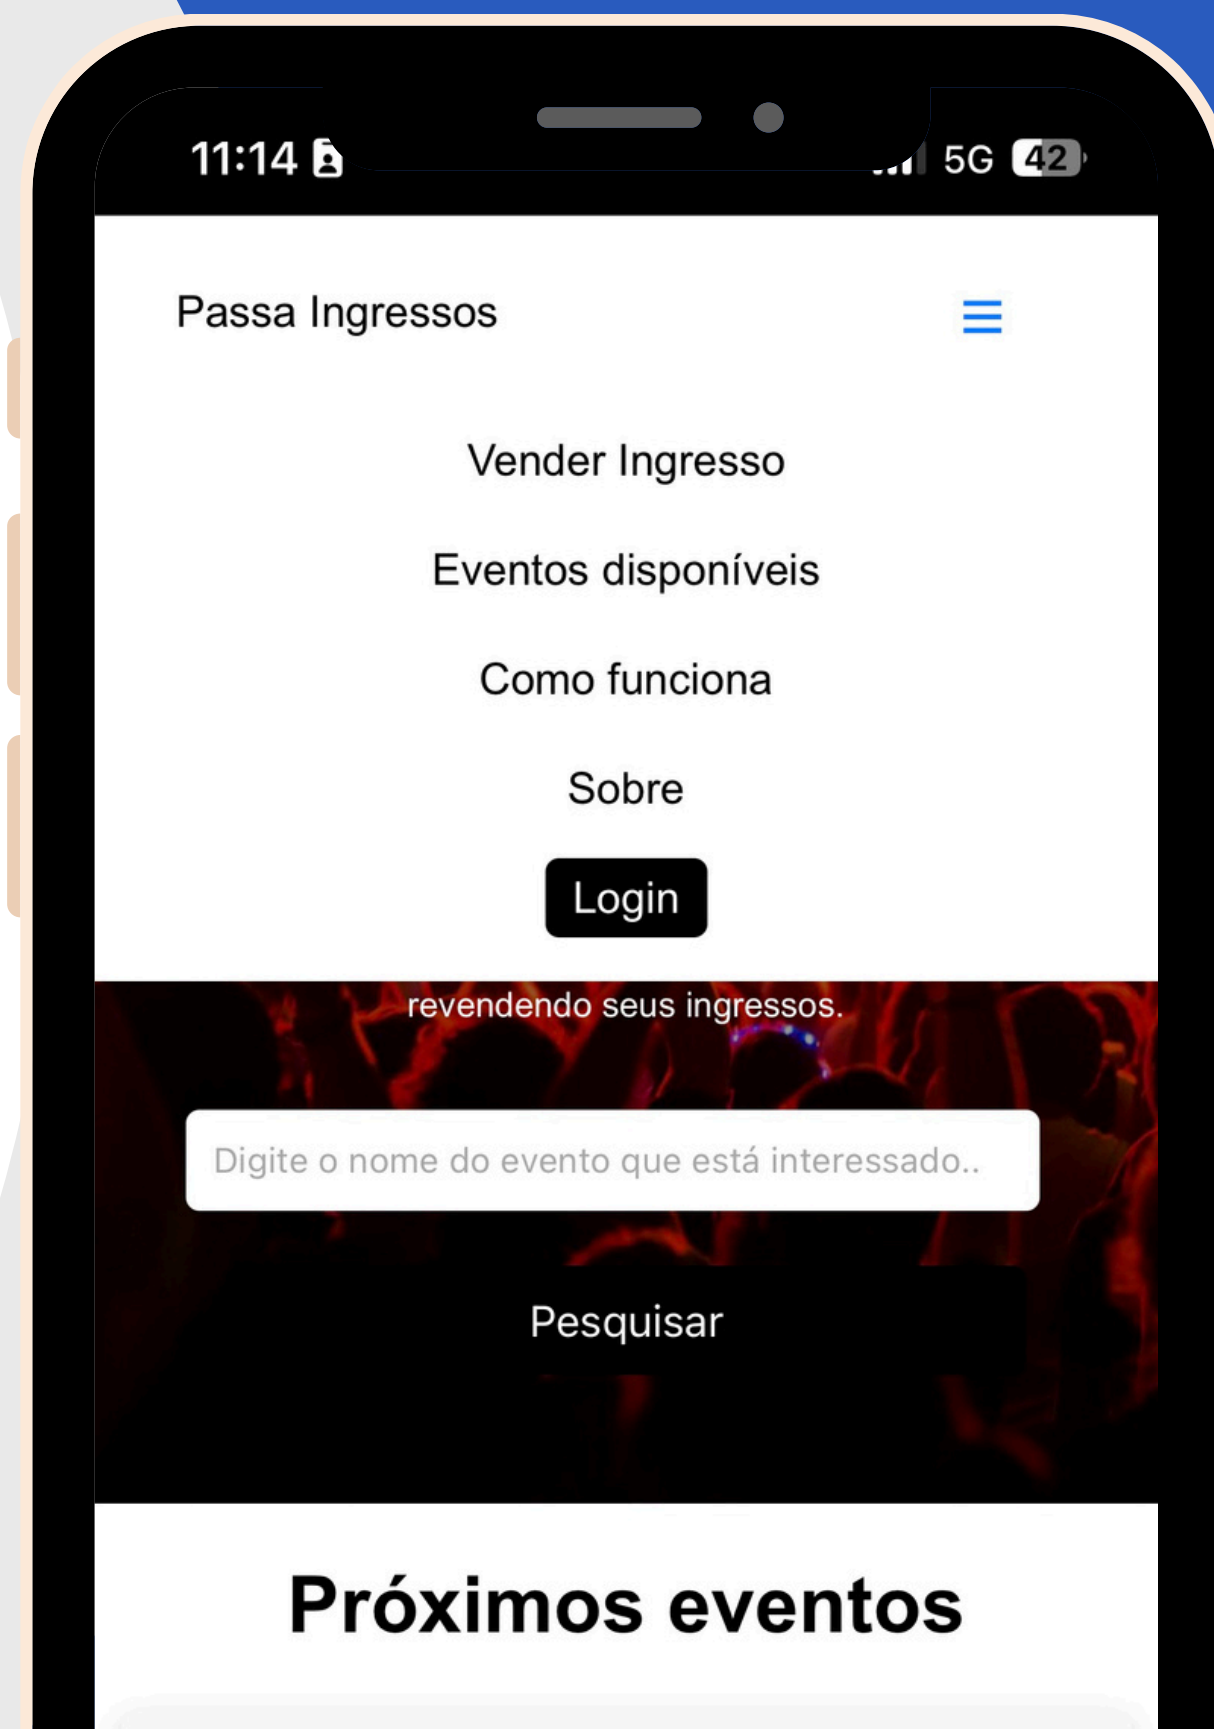 11:14 5G 42
Passa Ingressos
Vender Ingresso
Eventos disponíveis
Como funciona
Sobre
Login
revendendo seus ingressos.
Digite o nome do evento que está interessado..
Pesquisar
Próximos eventos